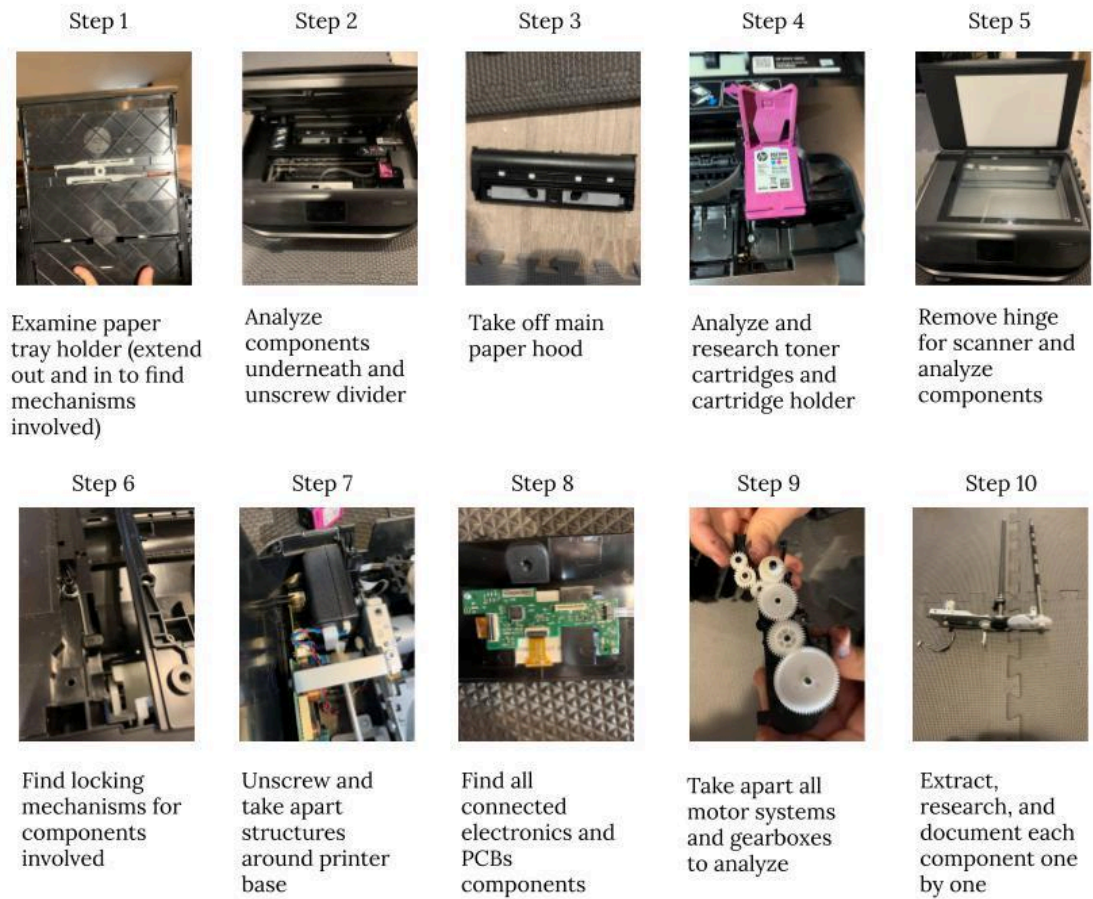 Step 1
Examine paper
tray holder (extend
out and in to find
mechanisms
involved)
Step 2
Analyze
components
underneath and
unscrew divider
Step 3
Take off main
paper hood
Step 4
hp
Analyze and
research toner
cartridges and
cartridge holder
Step 5
Remove hinge
for scanner and
analyze
components
Step 6
Find locking
mechanisms for
components
involved
Step 7
Unscrew and
take apart
structures
around printer
base
Step 8
Find all
connected
electronics and
PCBs
components
Step 9
Take apart all
motor systems
and gearboxes
to analyze
Step 10
Extract,
research, and
document each
component one
by one